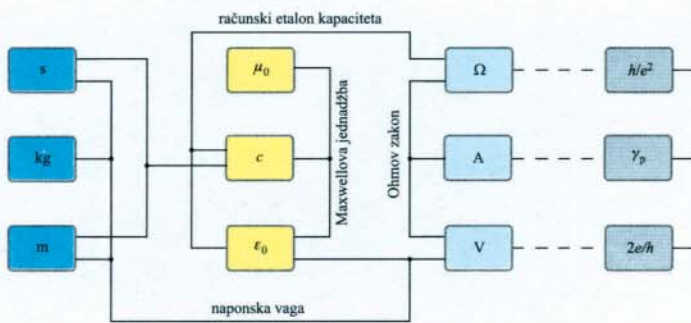 računski etalon kapaciteta
s
μ₀
Ω
h/e²
kg
c
Maxwellova jednadžba
Ohmov zakon
A
γₚ
m
ε₀
V
2e/h
naponska vaga